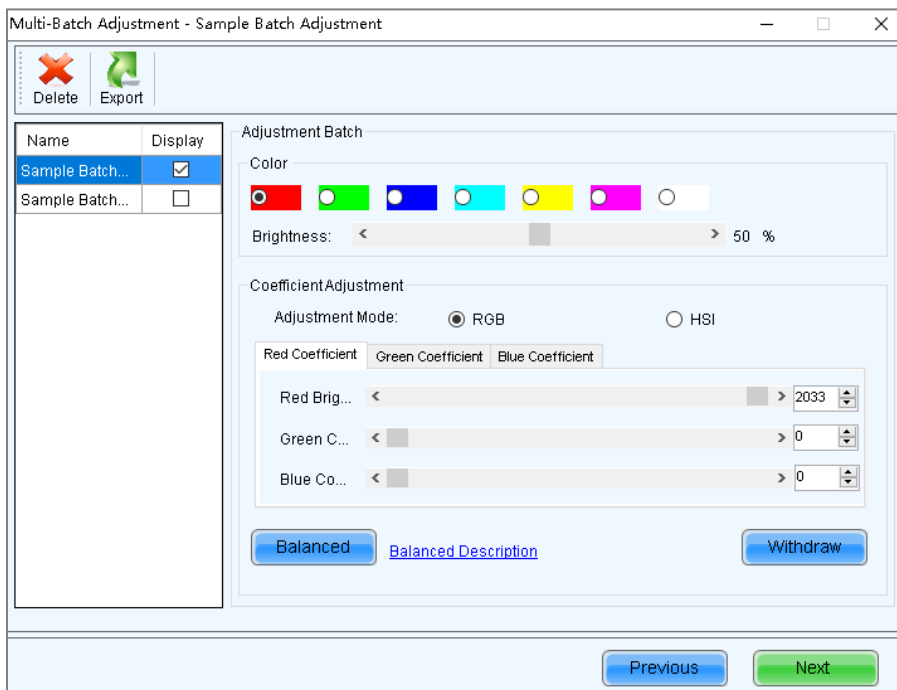 Multi-Batch Adjustment - Sample Batch Adjustment
Delete Export
Name Display
Sample Batch...
Sample Batch...
Adjustment Batch
Color
Brightness: 50 %
CoefficientAdjustment
Adjustment Mode: RGB HSI
Red Coefficient Green Coefficient Blue Coefficient
Red Brig... 2033
Green C... 0
Blue Co... 0
Balanced Balanced Description Withdraw
Previous Next